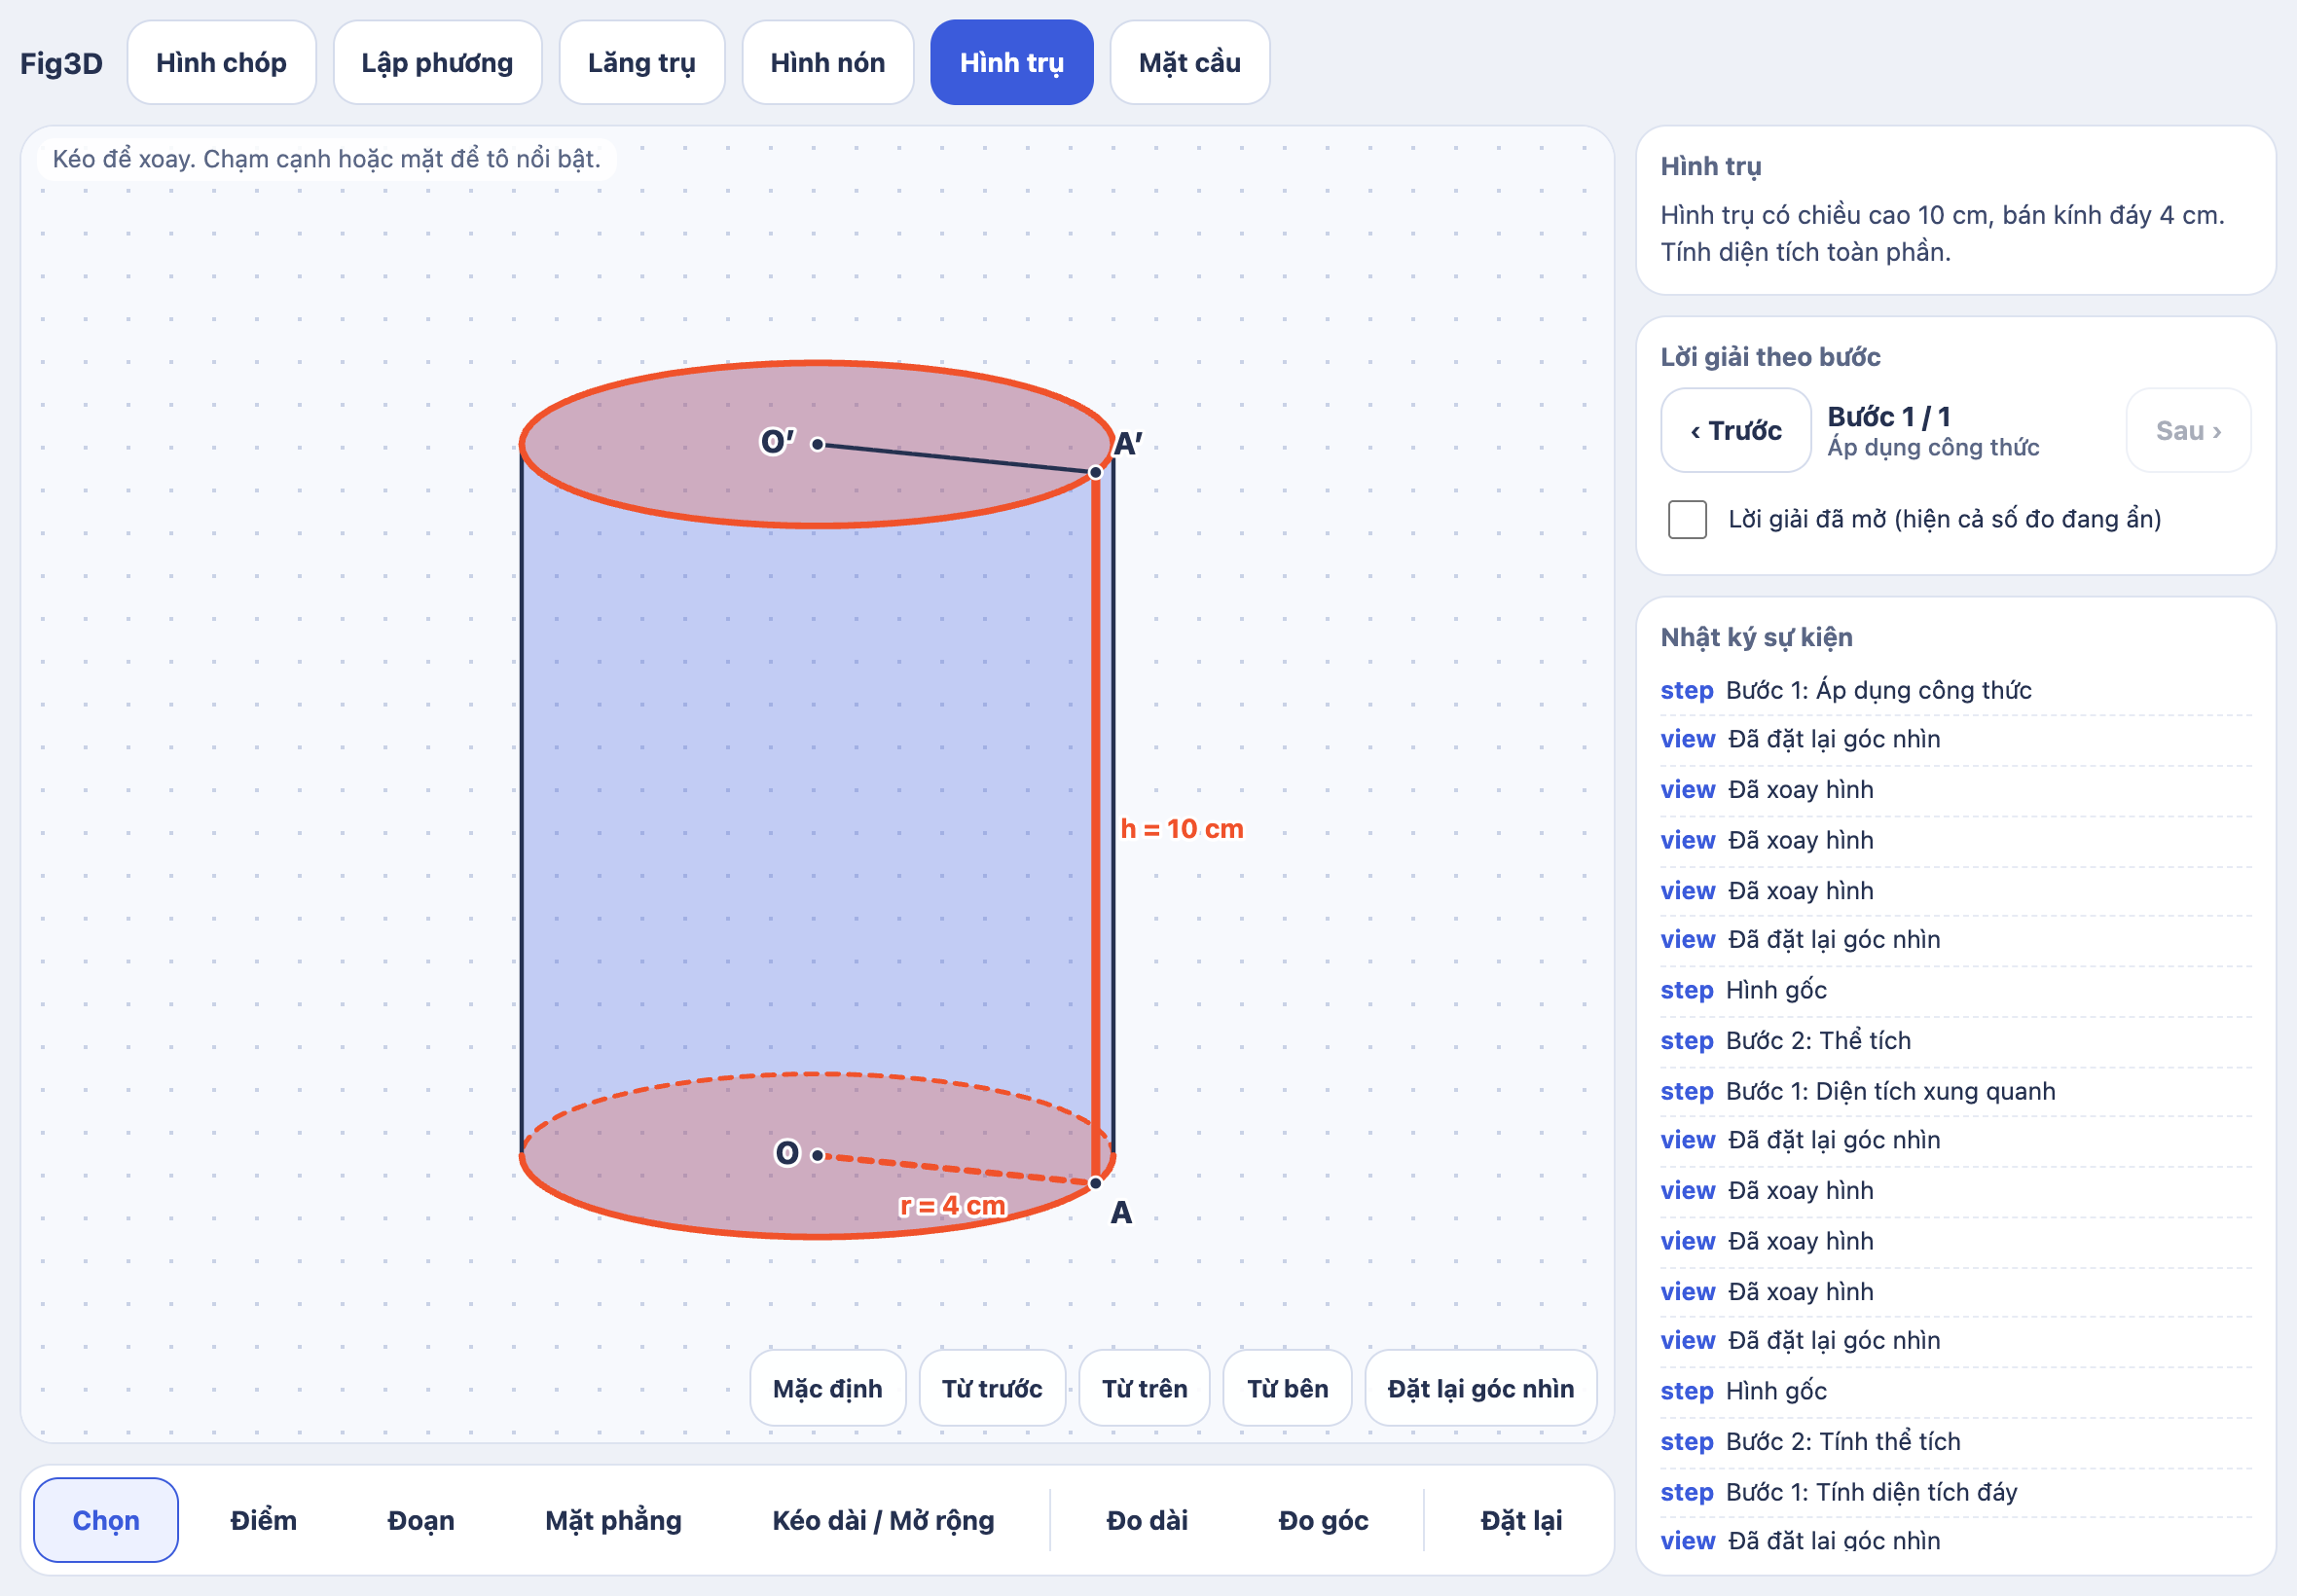 Fig3D
Hình chóp
Lập phương
Lăng trụ
Hình nón
Hình trụ
Mặt cầu
Kéo để xoay. Chạm cạnh hoặc mặt để tô nổi bật.
O′
A′
h = 10 cm
O
r = 4 cm
A
Mặc định
Từ trước
Từ trên
Từ bên
Đặt lại góc nhìn
Chọn
Điểm
Đoạn
Mặt phẳng
Kéo dài / Mở rộng
Đo dài
Đo góc
Đặt lại
Hình trụ
Hình trụ có chiều cao 10 cm, bán kính đáy 4 cm.
Tính diện tích toàn phần.
Lời giải theo bước
‹ Trước
Bước 1 / 1
Áp dụng công thức
Sau ›
Lời giải đã mở (hiện cả số đo đang ẩn)
Nhật ký sự kiện
step Bước 1: Áp dụng công thức
view Đã đặt lại góc nhìn
view Đã xoay hình
view Đã xoay hình
view Đã xoay hình
view Đã đặt lại góc nhìn
step Hình gốc
step Bước 2: Thể tích
step Bước 1: Diện tích xung quanh
view Đã đặt lại góc nhìn
view Đã xoay hình
view Đã xoay hình
view Đã xoay hình
view Đã đặt lại góc nhìn
step Hình gốc
step Bước 2: Tính thể tích
step Bước 1: Tính diện tích đáy
view Đã đặt lại góc nhìn